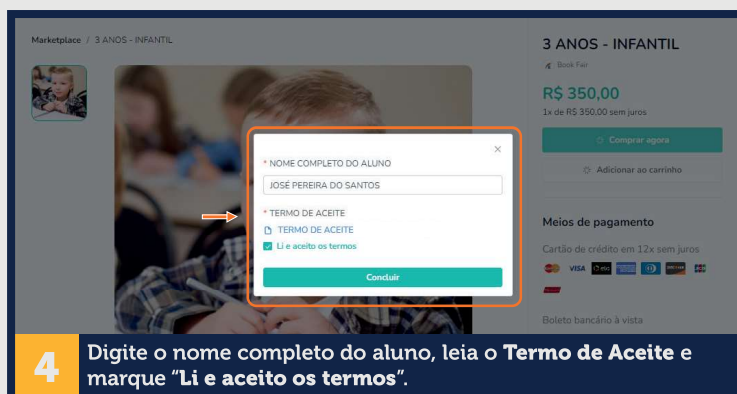 Marketplace / 3 ANOS - INFANTIL
3 ANOS - INFANTIL
Book Fair
R$ 350,00
1x de R$ 350,00 sem juros
Comprar agora
Adicionar ao carrinho
× 
* NOME COMPLETO DO ALUNO
JOSÉ PEREIRA DO SANTOS
* TERMO DE ACEITE
TERMO DE ACEITE
Li e aceito os termos
Concluir
Meios de pagamento
Cartão de crédito em 12x sem juros
VISA
elo
Boleto bancário à vista
4
Digite o nome completo do aluno, leia o Termo de Aceite e
marque "Li e aceito os termos".